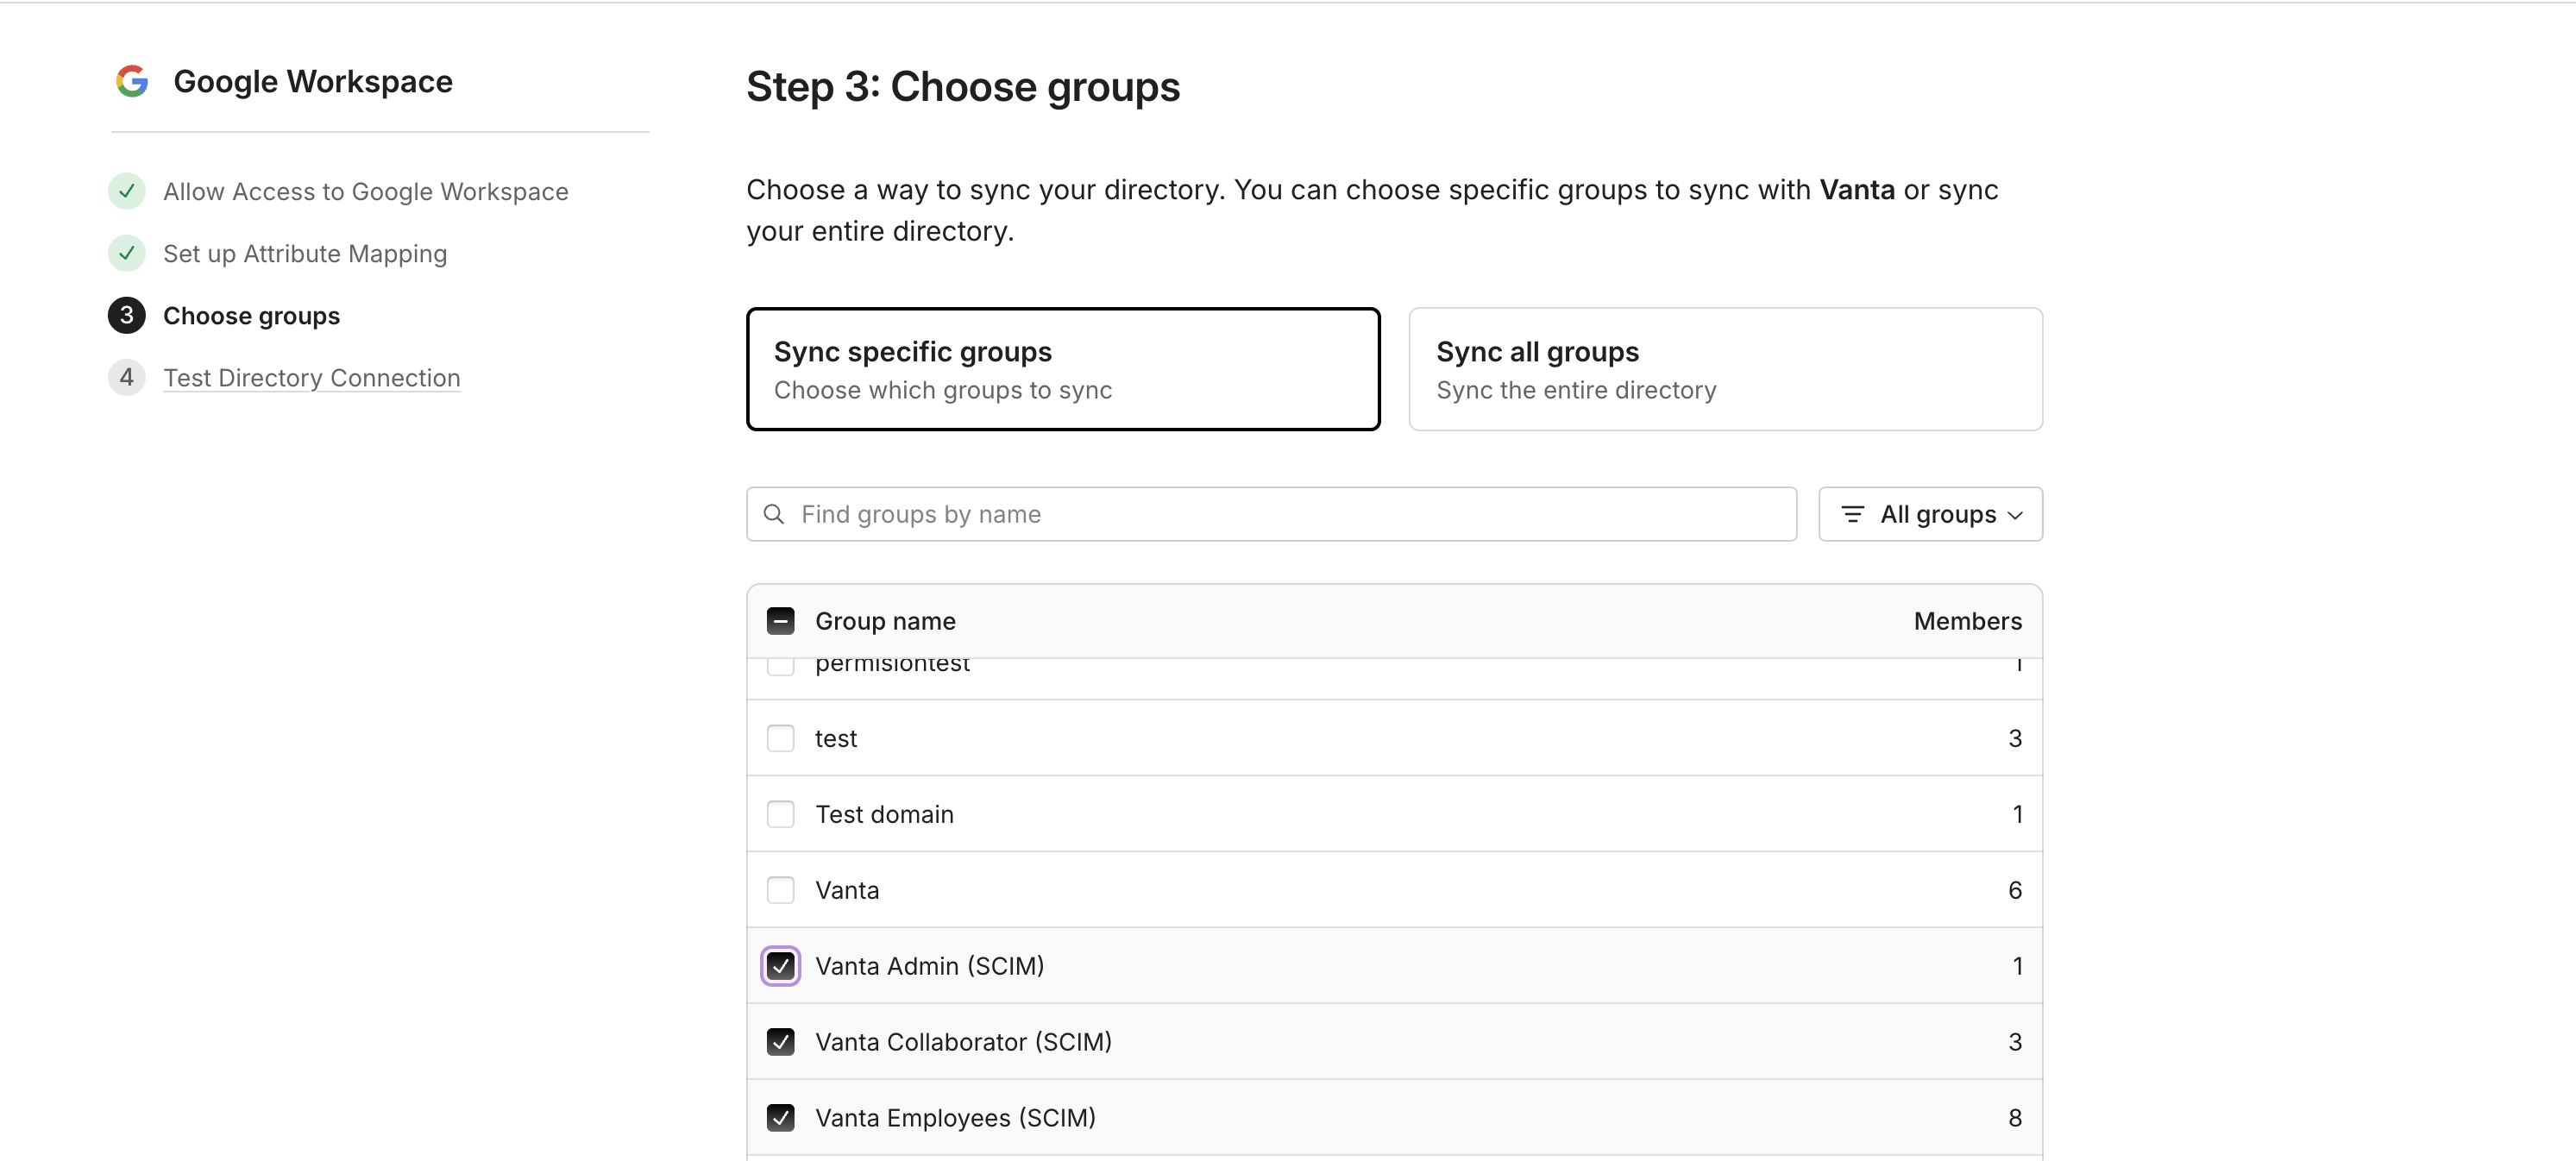 Google Workspace
Allow Access to Google Workspace
Set up Attribute Mapping
3 Choose groups
4 Test Directory Connection
Step 3: Choose groups
Choose a way to sync your directory. You can choose specific groups to sync with Vanta or sync
your entire directory.
Sync specific groups
Choose which groups to sync
Sync all groups
Sync the entire directory
Find groups by name
All groups
Group name Members
permisiontest 1
test 3
Test domain 1
Vanta 6
Vanta Admin (SCIM) 1
Vanta Collaborator (SCIM) 3
Vanta Employees (SCIM) 8